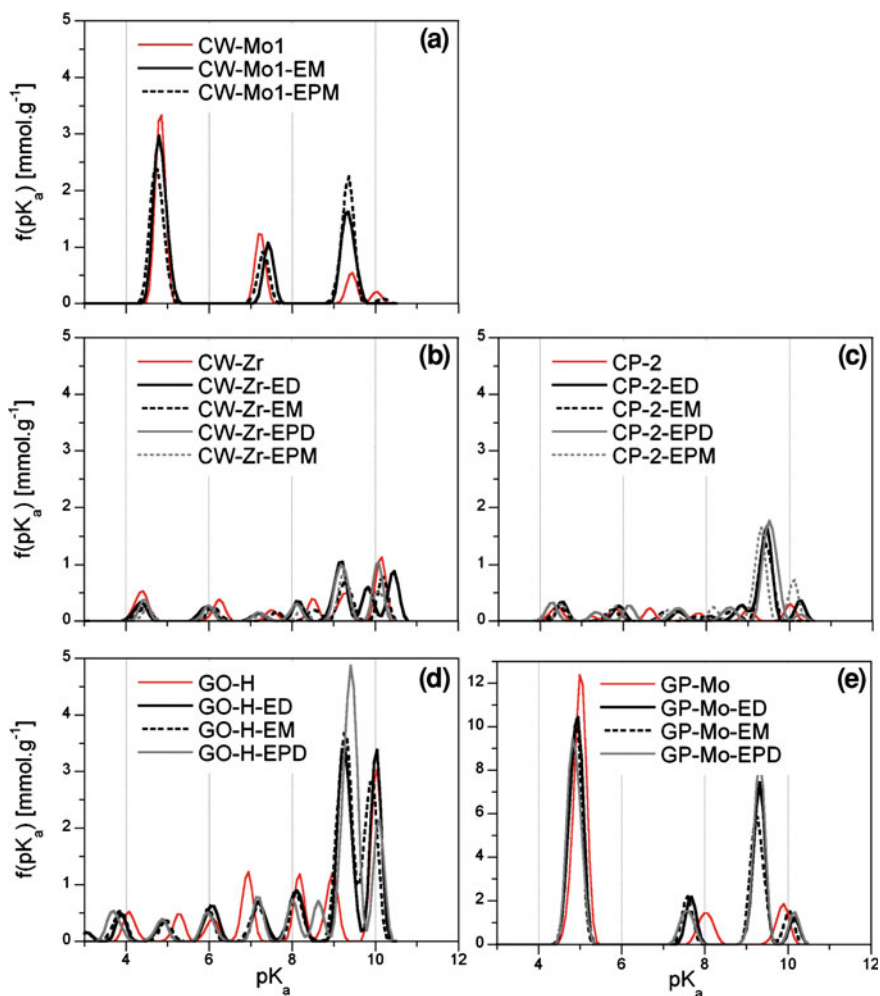 (a)
CW-Mo1
CW-Mo1-EM
CW-Mo1-EPM
f(pKₐ) [mmol.g⁻¹]
5
4
3
2
1
0
(b)
CW-Zr
CW-Zr-ED
CW-Zr-EM
CW-Zr-EPD
CW-Zr-EPM
f(pKₐ) [mmol.g⁻¹]
5
4
3
2
1
0
(c)
CP-2
CP-2-ED
CP-2-EM
CP-2-EPD
CP-2-EPM
5
4
3
2
1
0
(d)
GO-H
GO-H-ED
GO-H-EM
GO-H-EPD
f(pKₐ) [mmol.g⁻¹]
5
4
3
2
1
0
4 6 8 10 12
pKₐ
(e)
GP-Mo
GP-Mo-ED
GP-Mo-EM
GP-Mo-EPD
12
10
8
6
4
2
0
2 4 6 8 10 12
pKₐ